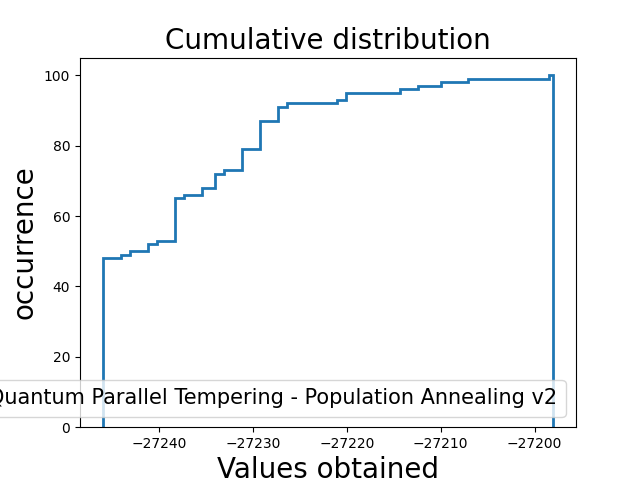 Cumulative distribution
occurrence
100
80
60
40
20
0
Quantum Parallel Tempering - Population Annealing v2
−27240 −27230 −27220 −27210 −27200
Values obtained